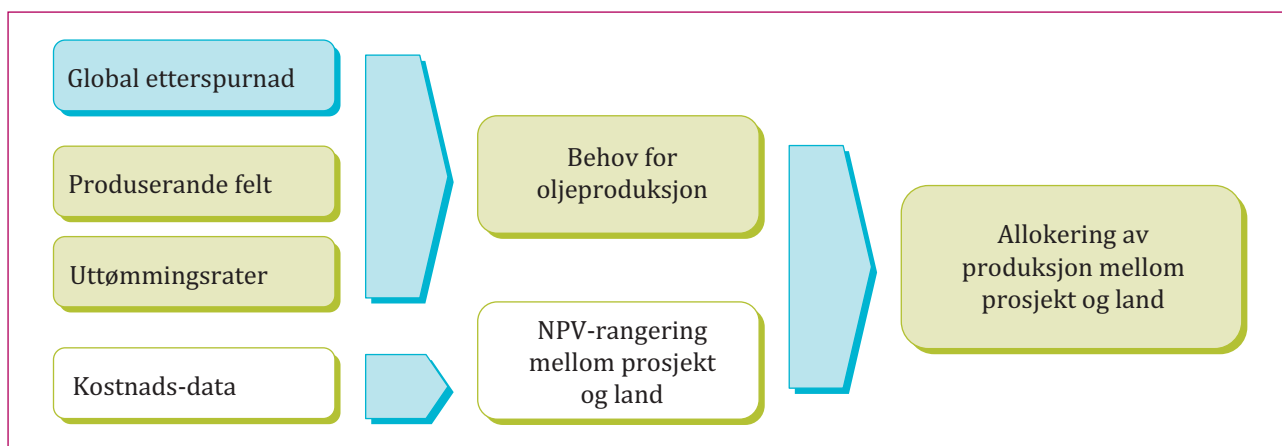 Global etterspurnad
Produserande felt
Uttømmingsrater
Kostnads-data
Behov for
oljeproduksjon
NPV-rangering
mellom prosjekt
og land
Allokering av
produksjon mellom
prosjekt og land